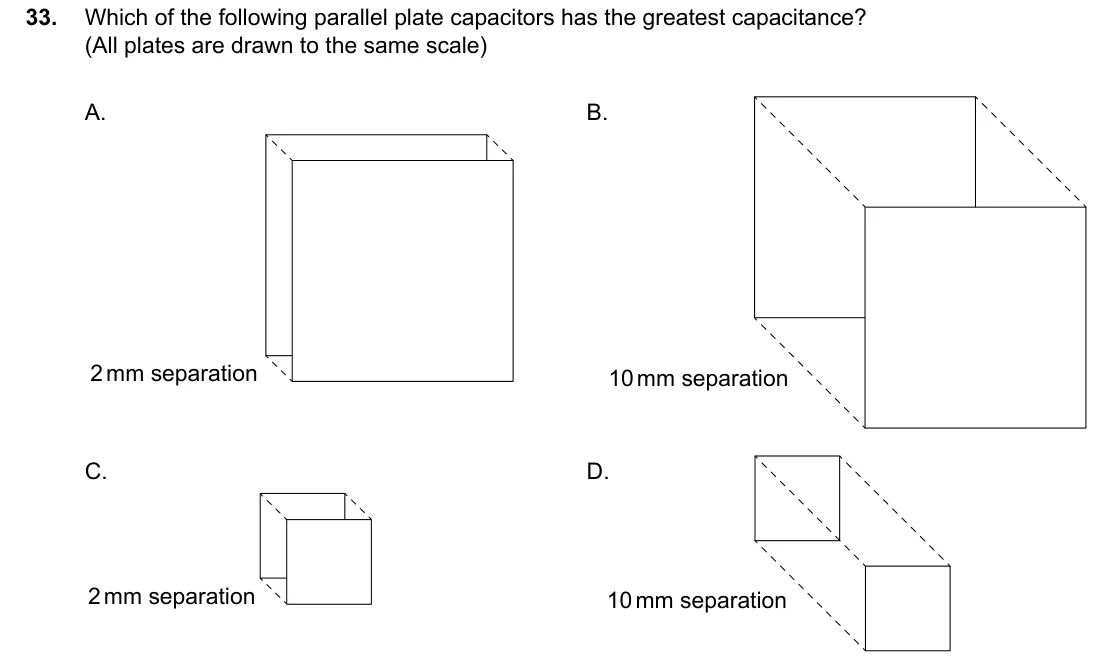 33. Which of the following parallel plate capacitors has the greatest capacitance?
(All plates are drawn to the same scale)
A.
2 mm separation
B.
10 mm separation
C.
2 mm separation
D.
10 mm separation